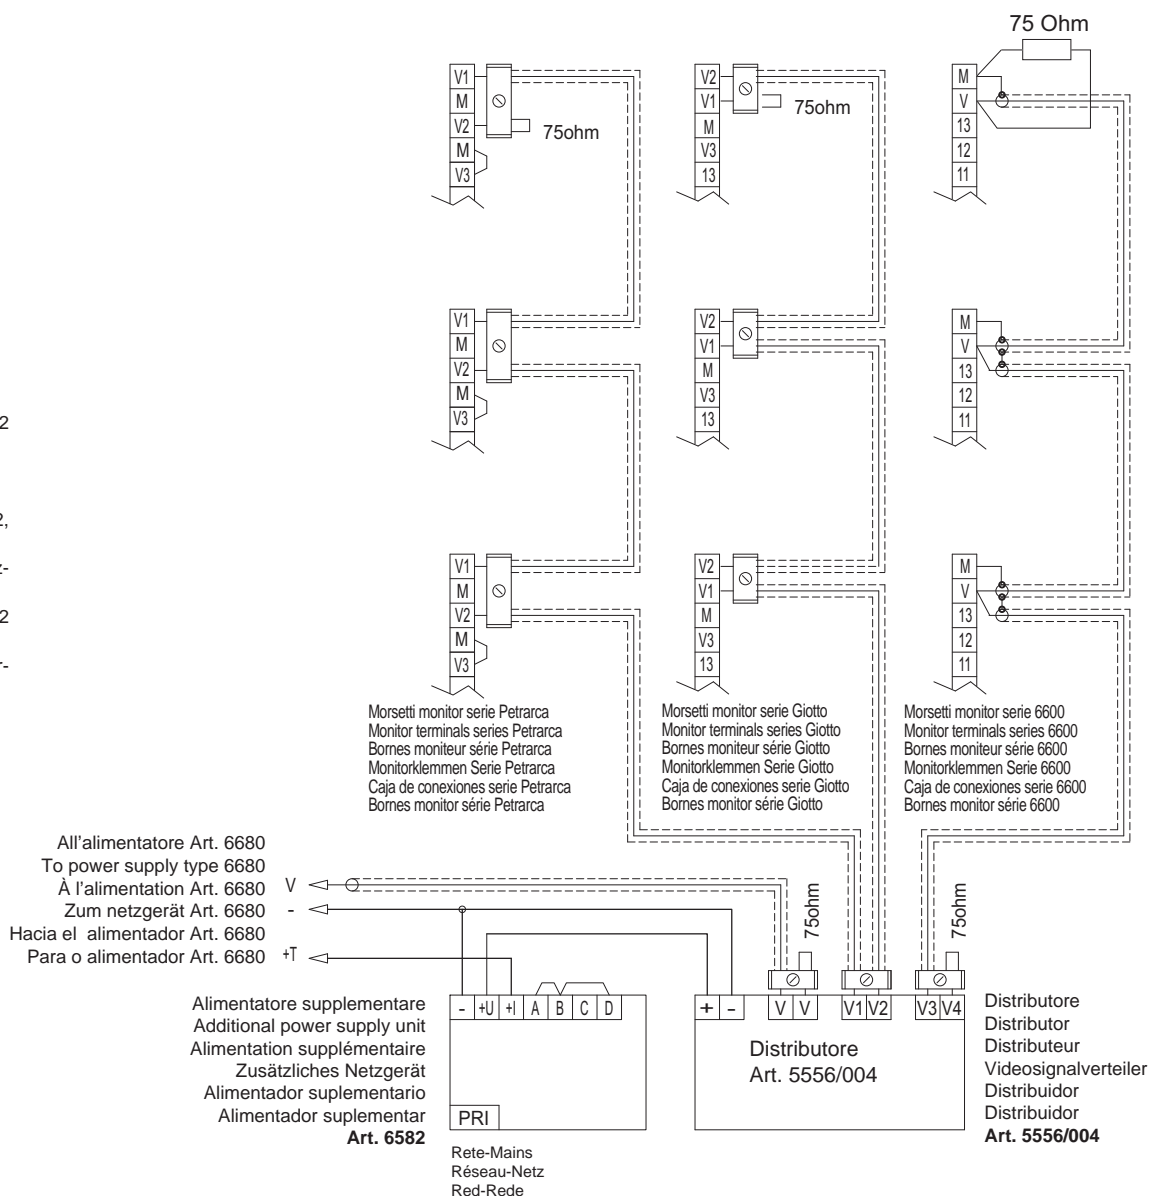 75 Ohm
V1
M
V2
M
V3
75ohm
V2
V1
M
V3
13
75ohm
M
V
13
12
11
V1
M
V2
M
V3
V2
V1
M
V3
13
M
V
13
12
11
2
2,
z-
2
r-
V1
M
V2
M
V3
V2
V1
M
V3
13
M
V
13
12
11
Morsetti monitor serie Petrarca
Monitor terminals series Petrarca
Bornes moniteur série Petrarca
Monitorklemmen Serie Petrarca
Caja de conexiones serie Petrarca
Bornes monitor série Petrarca
Morsetti monitor serie Giotto
Monitor terminals series Giotto
Bornes moniteur série Giotto
Monitorklemmen Serie Giotto
Caja de conexiones serie Giotto
Bornes monitor série Giotto
Morsetti monitor serie 6600
Monitor terminals series 6600
Bornes moniteur série 6600
Monitorklemmen Serie 6600
Caja de conexiones serie 6600
Bornes monitor série 6600
All'alimentatore Art. 6680
To power supply type 6680
À l'alimentation Art. 6680
Zum netzgerät Art. 6680
Hacia el alimentador Art. 6680
Para o alimentador Art. 6680
V
-
+T
75ohm
75ohm
Alimentatore supplementare
Additional power supply unit
Alimentation supplémentaire
Zusätzliches Netzgerät
Alimentador suplementario
Alimentador suplementar
Art. 6582
- +U +I A B C D
PRI
Rete-Mains
Réseau-Netz
Red-Rede
+ - V V V1 V2 V3 V4
Distributore
Art. 5556/004
Distributore
Distributor
Distributeur
Videosignalverteiler
Distribuidor
Distribuidor
Art. 5556/004